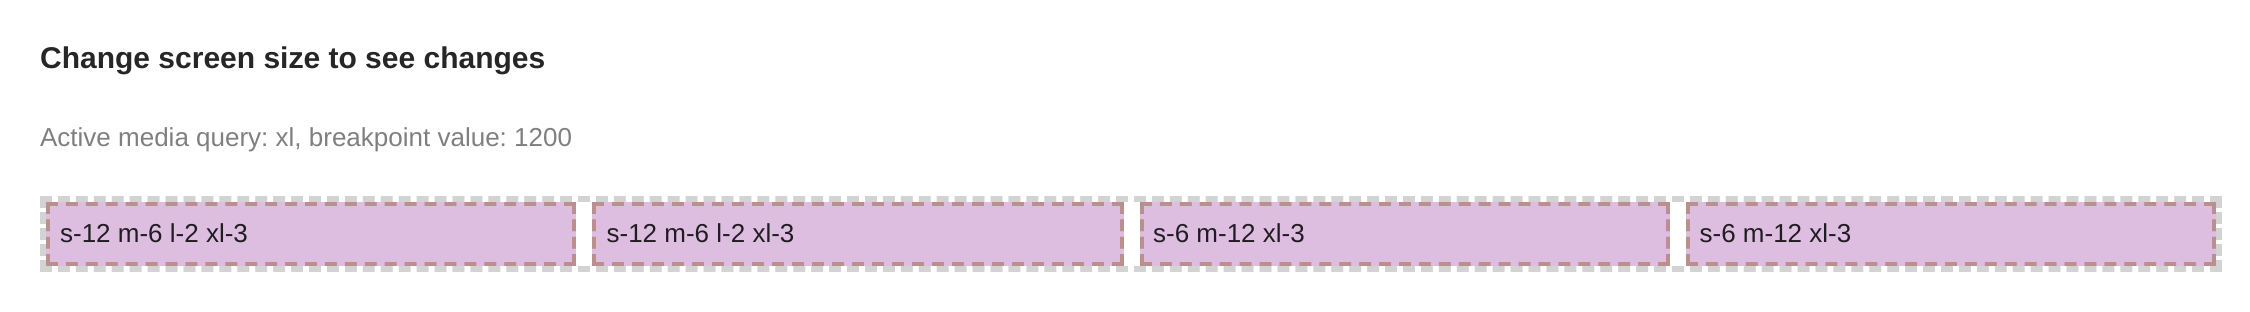 Change screen size to see changes
Active media query: xl, breakpoint value: 1200
s-12 m-6 l-2 xl-3
s-12 m-6 l-2 xl-3
s-6 m-12 xl-3
s-6 m-12 xl-3